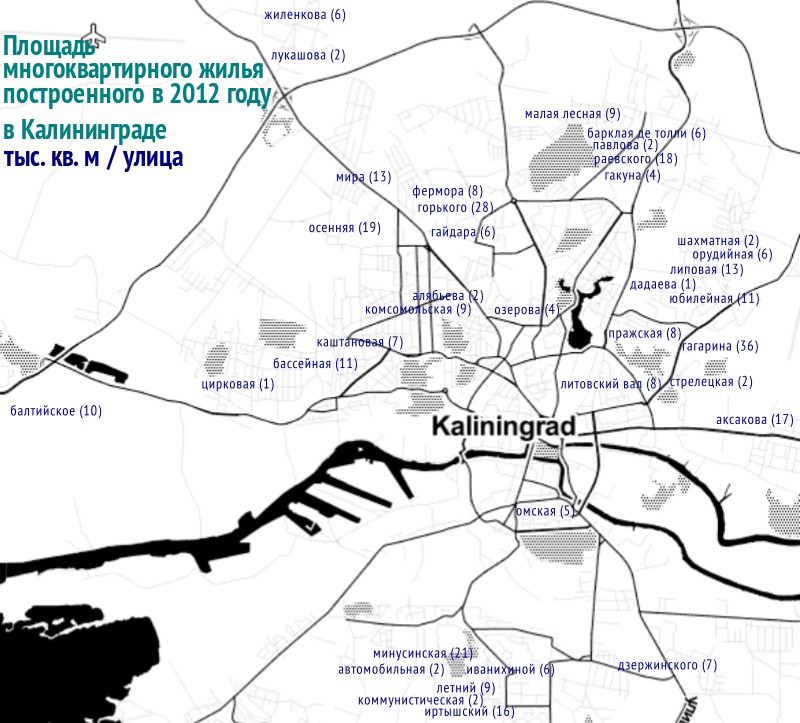 жиленкова (6)
Площадь
лукашова (2)
многоквартирного жилья
построенного в 2012 году
в Калининграде
тыс. кв. м / улица
малая лесная (9)
барклая де толли (6)
павлова (2)
раевского (18)
гакуна (4)
мира (13)
фермора (8)
горького (28)
осенняя (19)
гайдара (6)
шахматная (2)
орудийная (6)
липовая (13)
дадаева (1)
юбилейная (11)
алябьева (2)
комсомольская (9)
озерова (4)
пражская (8)
каштановая (7)
гагарина (36)
бассейная (11)
цирковая (1)
литовский вал (8)
стрелецкая (2)
балтийское (10)
аксакова (17)
Kaliningrad
омская (5)
минусинская (21)
автомобильная (2)
иванихиной (6)
дзержинского (7)
летний (9)
коммунистическая (2)
иртышский (16)